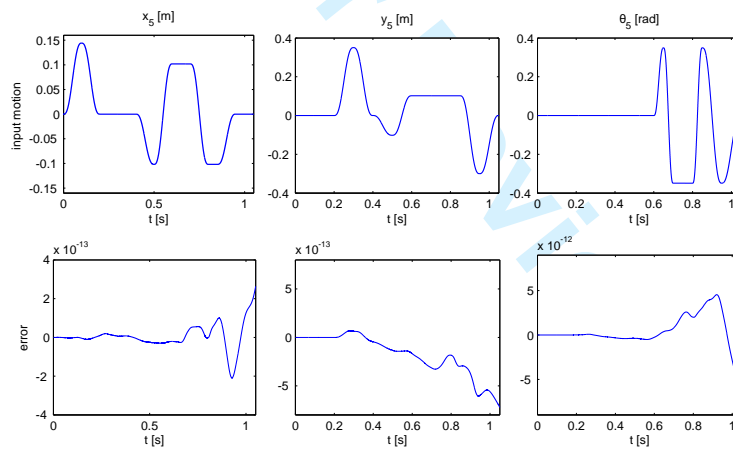 x_5 [m]
y_5 [m]
θ_5 [rad]
input motion
0.15
0.1
0.05
0
-0.05
-0.1
-0.15
0 0.5 1
t [s]
0.4
0.2
0
-0.2
-0.4
0 0.2 0.4 0.6 0.8 1
t [s]
0.4
0.2
0
-0.2
-0.4
0 0.2 0.4 0.6 0.8 1
t [s]
error
x 10^-13
4
2
0
-2
-4
0 0.5 1
t [s]
x 10^-13
5
0
-5
0 0.2 0.4 0.6 0.8 1
t [s]
x 10^-12
5
0
-5
0 0.2 0.4 0.6 0.8 1
t [s]